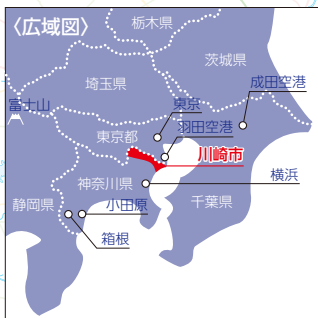 〈広域図〉
栃木県
茨城県
埼玉県
成田空港
富士山
東京
東京都
羽田空港
川崎市
神奈川県
横浜
静岡県
小田原
千葉県
箱根